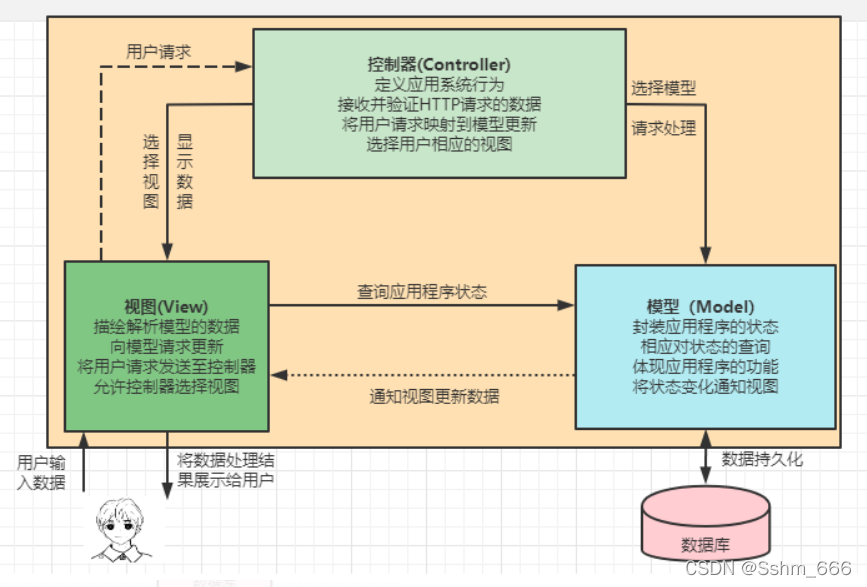 用户请求
控制器(Controller)
定义应用系统行为
接收并验证HTTP请求的数据
将用户请求映射到模型更新
选择用户相应的视图
选择模型
请求处理
选择视图
显示数据
视图(View)
描绘解析模型的数据
向模型请求更新
将用户请求发送至控制器
允许控制器选择视图
查询应用程序状态
通知视图更新数据
模型（Model)
封装应用程序的状态
相应对状态的查询
体现应用程序的功能
将状态变化通知视图
用户输
入数据
将数据处理结
果展示给用户
数据持久化
数据库
CSDN @Sshm_666